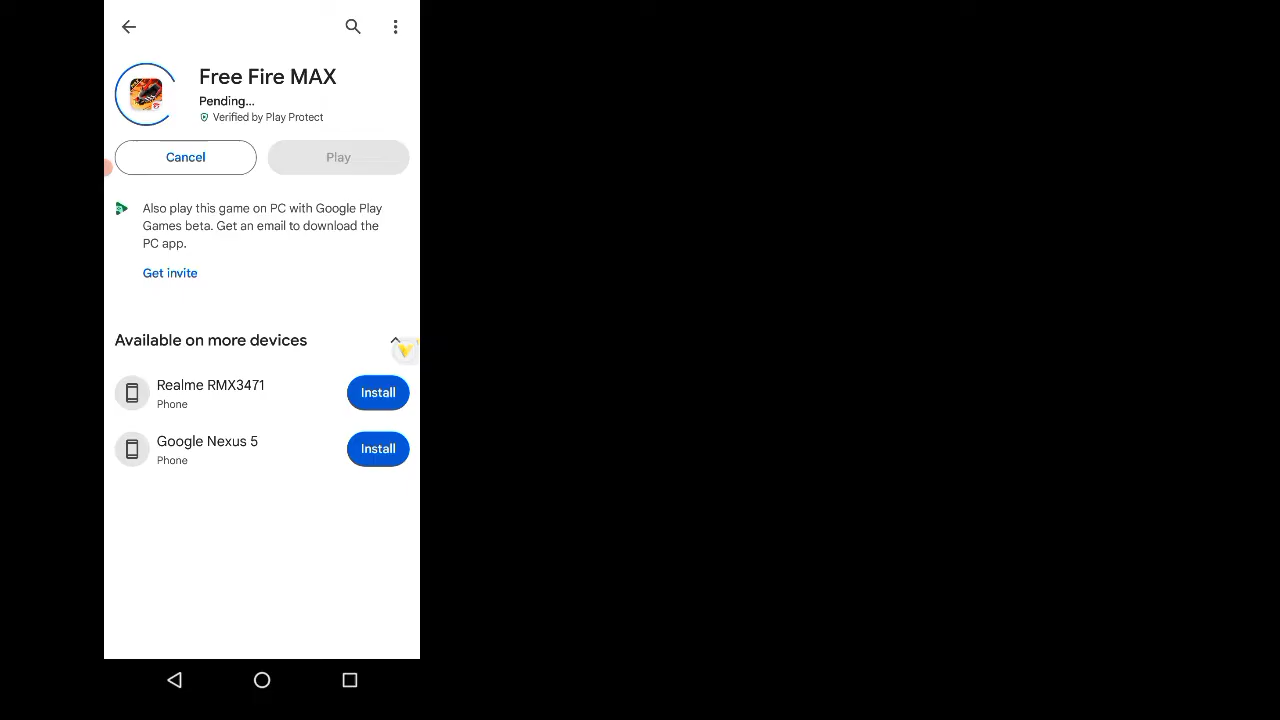 Free Fire MAX
Pending...
Verified by Play Protect
Cancel
Play
Also play this game on PC with Google Play
Games beta. Get an email to download the
PC app.
Get invite
Available on more devices
Realme RMX3471
Phone
Install
Google Nexus 5
Phone
Install